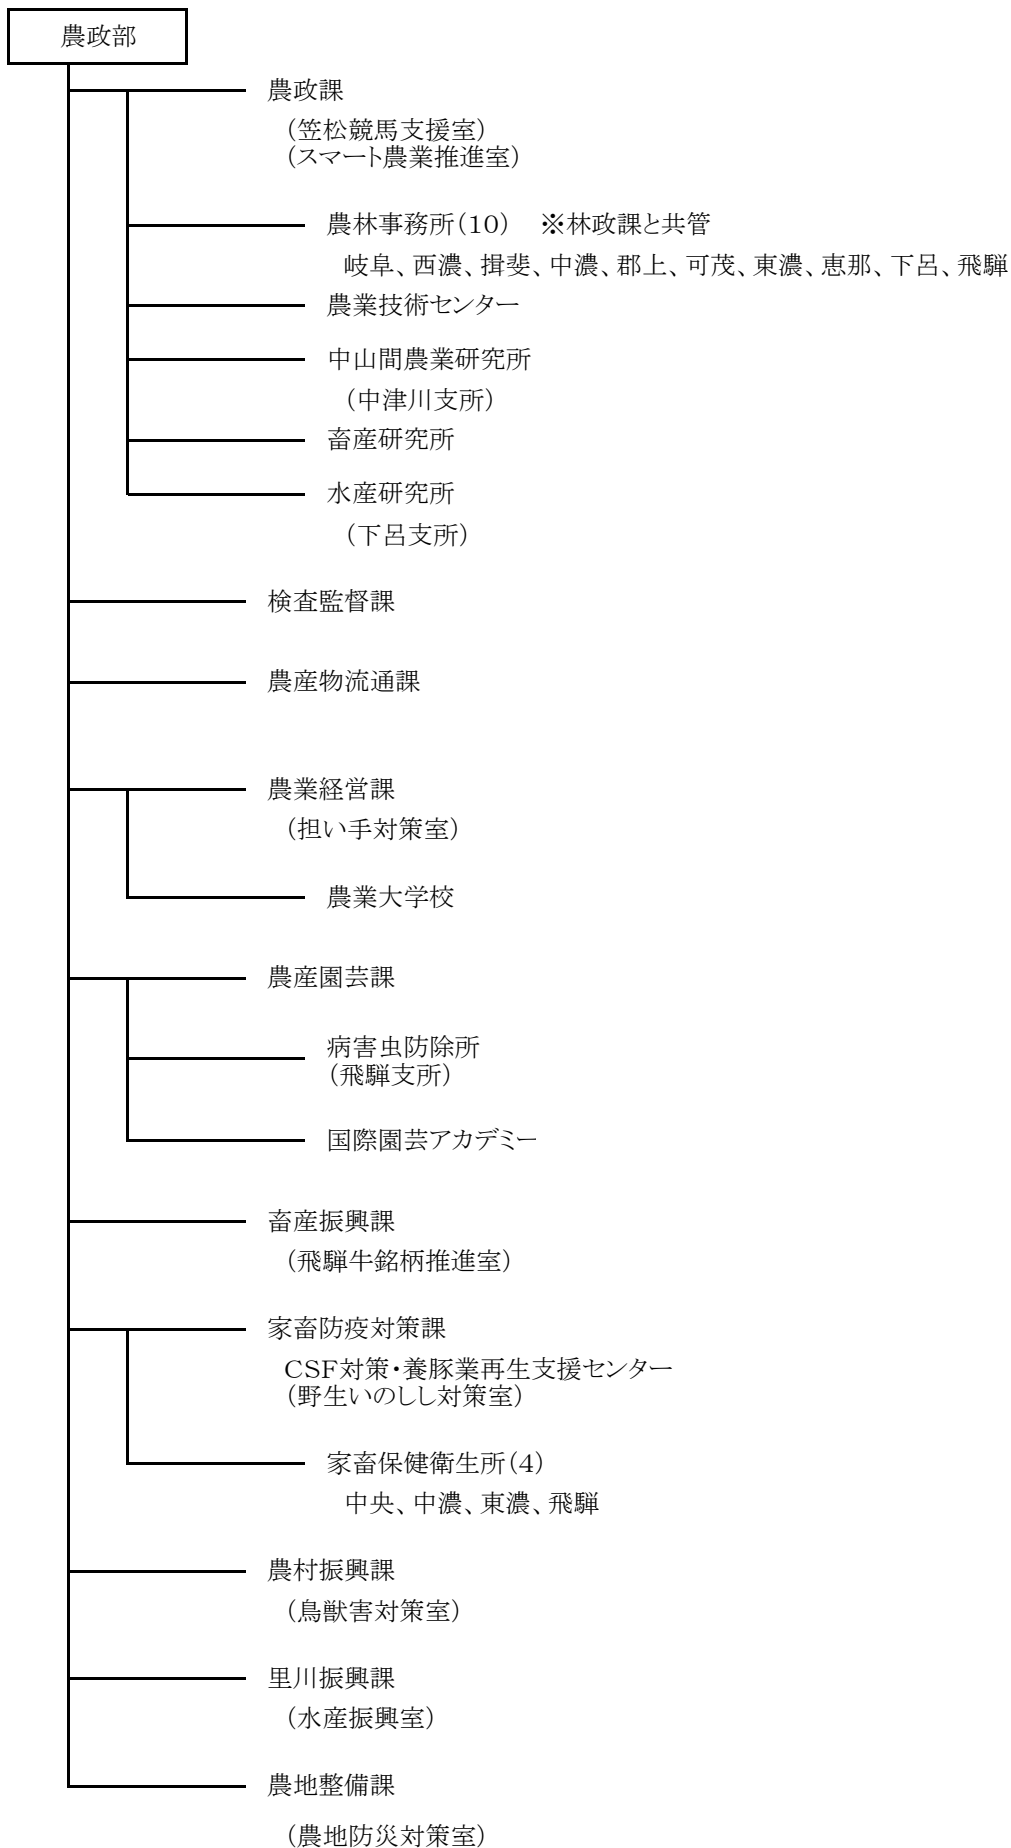 農政部
農政課
(笠松競馬支援室)
(スマート農業推進室)
農林事務所(10) ※林政課と共管
岐阜、西濃、揖斐、中濃、郡上、可茂、東濃、恵那、下呂、飛騨
農業技術センター
中山間農業研究所
(中津川支所)
畜産研究所
水産研究所
(下呂支所)
検査監督課
農産物流通課
農業経営課
(担い手対策室)
農業大学校
農産園芸課
病害虫防除所
(飛騨支所)
国際園芸アカデミー
畜産振興課
(飛騨牛銘柄推進室)
家畜防疫対策課
CSF対策・養豚業再生支援センター
(野生いのしし対策室)
家畜保健衛生所(4)
中央、中濃、東濃、飛騨
農村振興課
(鳥獣害対策室)
里川振興課
(水産振興室)
農地整備課
(農地防災対策室)